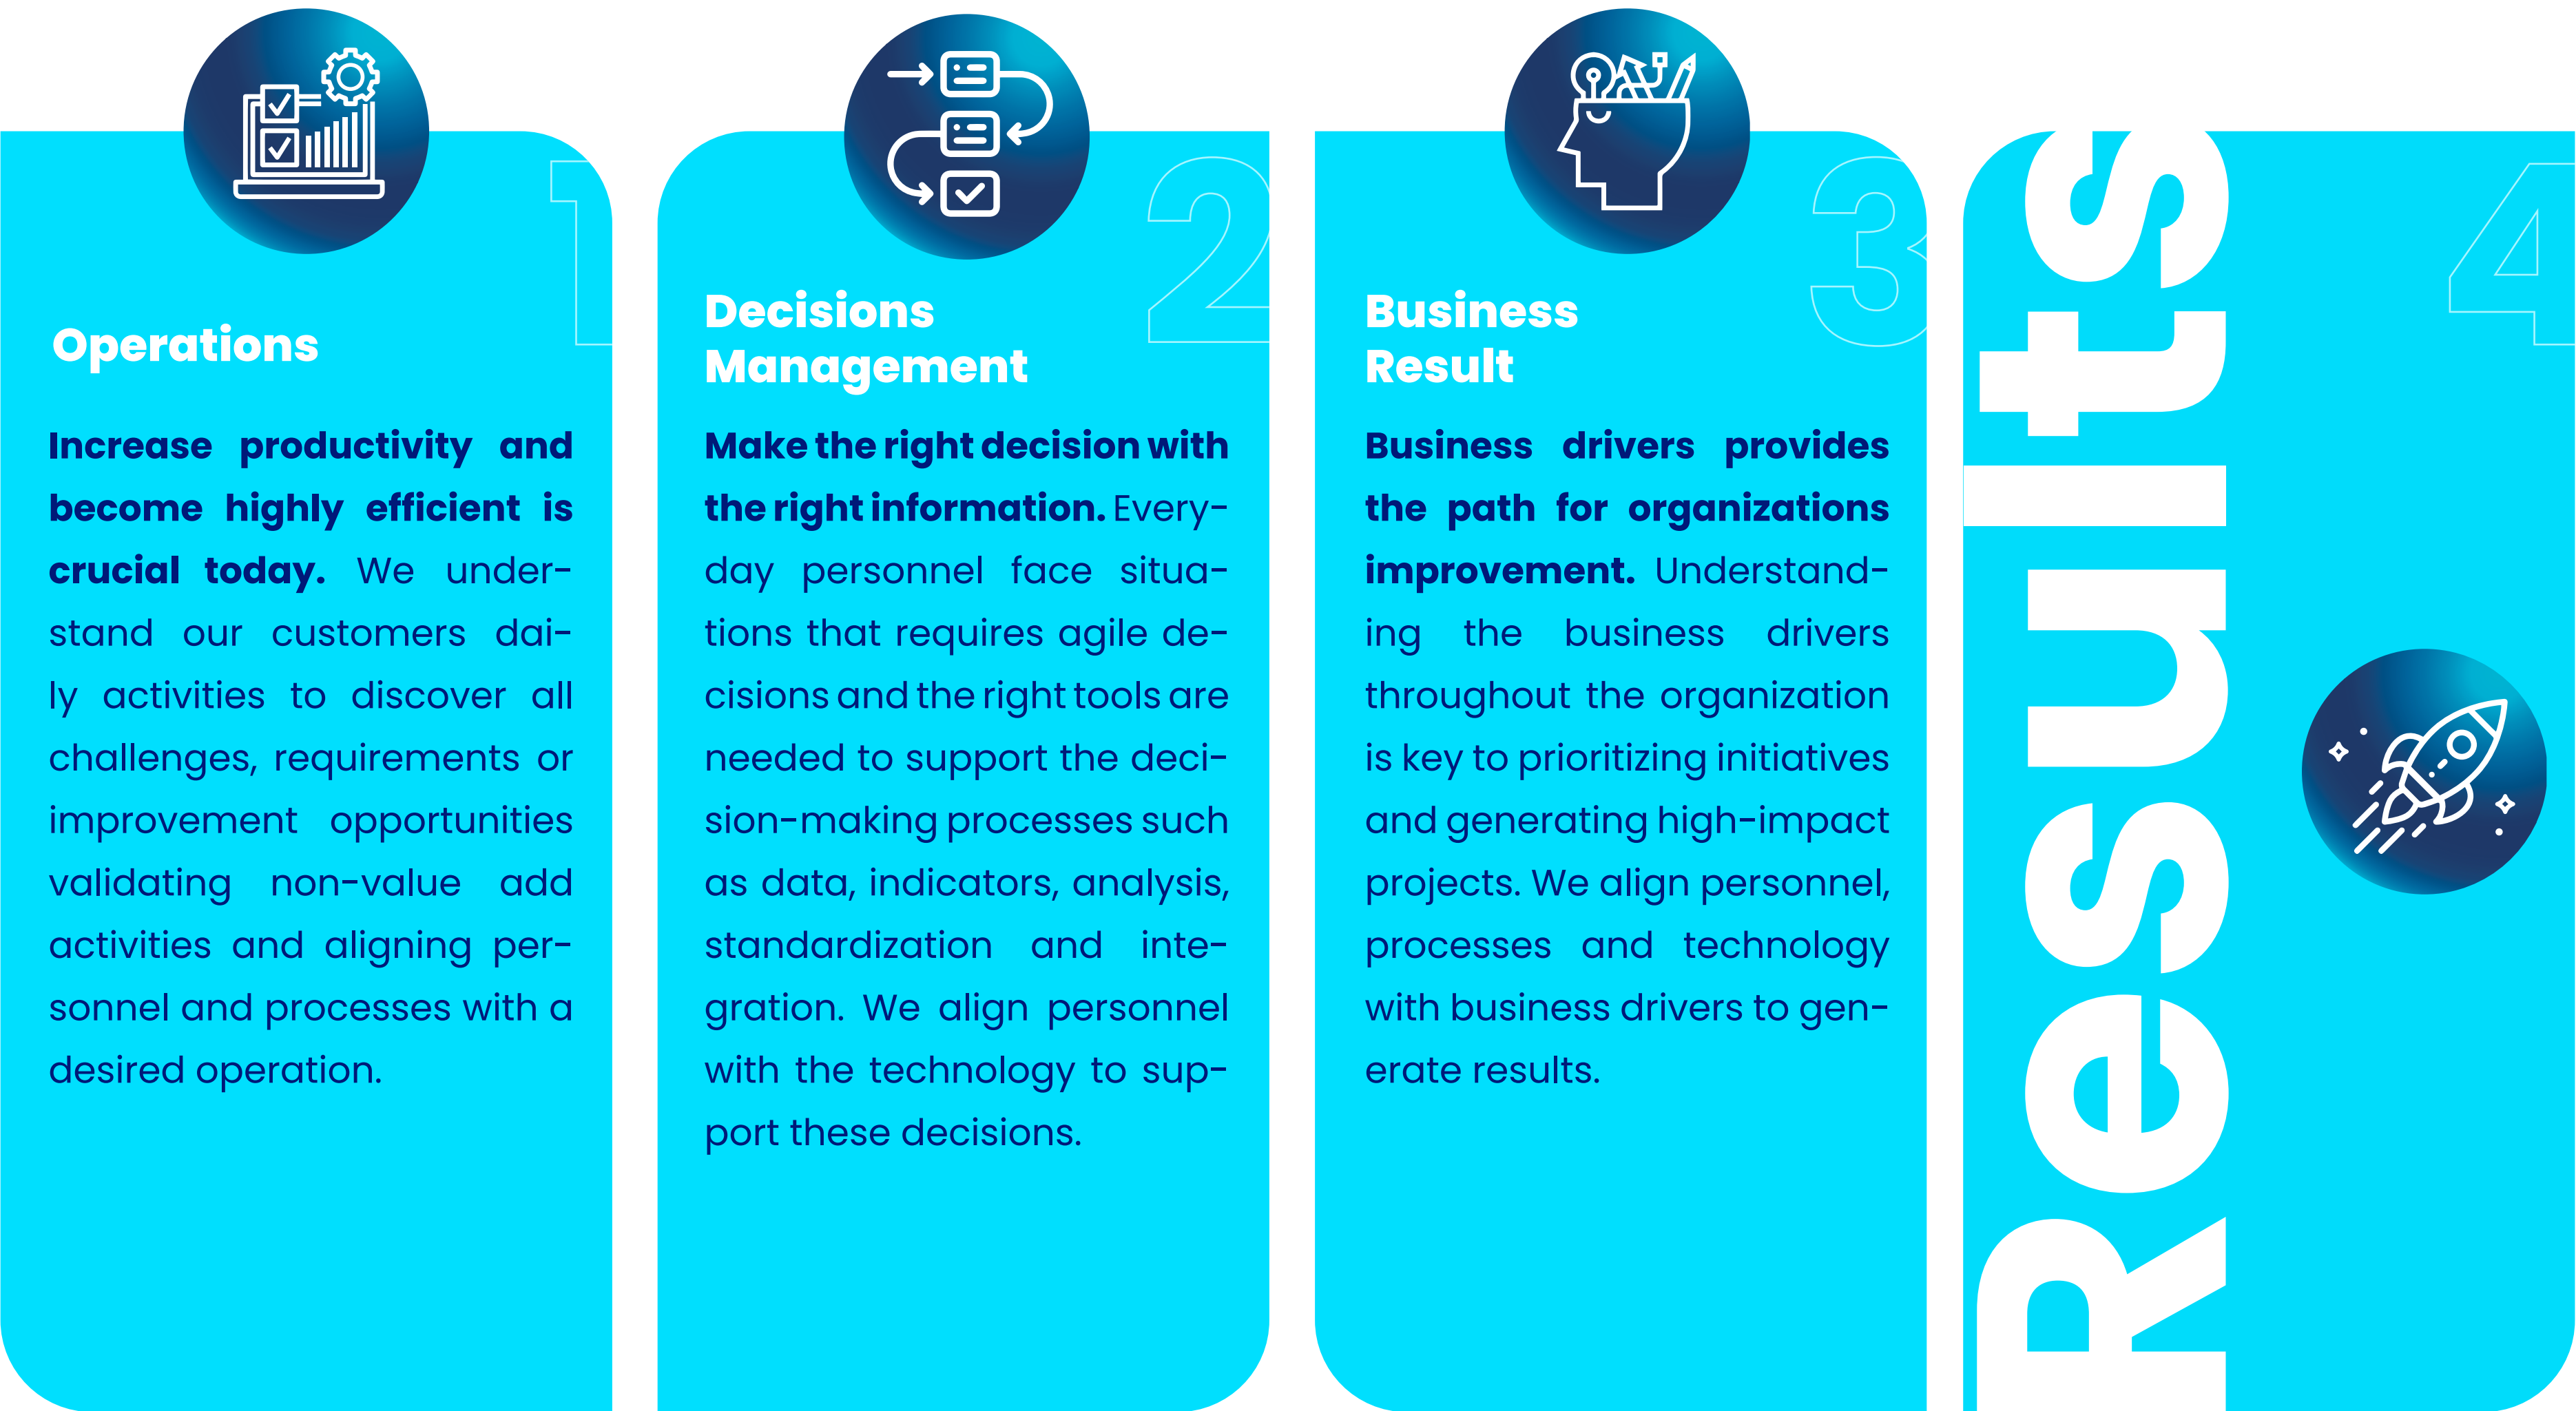 1
Operations
Increase productivity and
become highly efficient is
crucial today. We under-
stand our customers dai-
ly activities to discover all
challenges, requirements or
improvement opportunities
validating non-value add
activities and aligning per-
sonnel and processes with a
desired operation.
2
Decisions
Management
Make the right decision with
the right information. Every-
day personnel face situa-
tions that requires agile de-
cisions and the right tools are
needed to support the deci-
sion-making processes such
as data, indicators, analysis,
standardization and inte-
gration. We align personnel
with the technology to sup-
port these decisions.
3
Business
Result
Business drivers provides
the path for organizations
improvement. Understand-
ing the business drivers
throughout the organization
is key to prioritizing initiatives
and generating high-impact
projects. We align personnel,
processes and technology
with business drivers to gen-
erate results.
4
Results